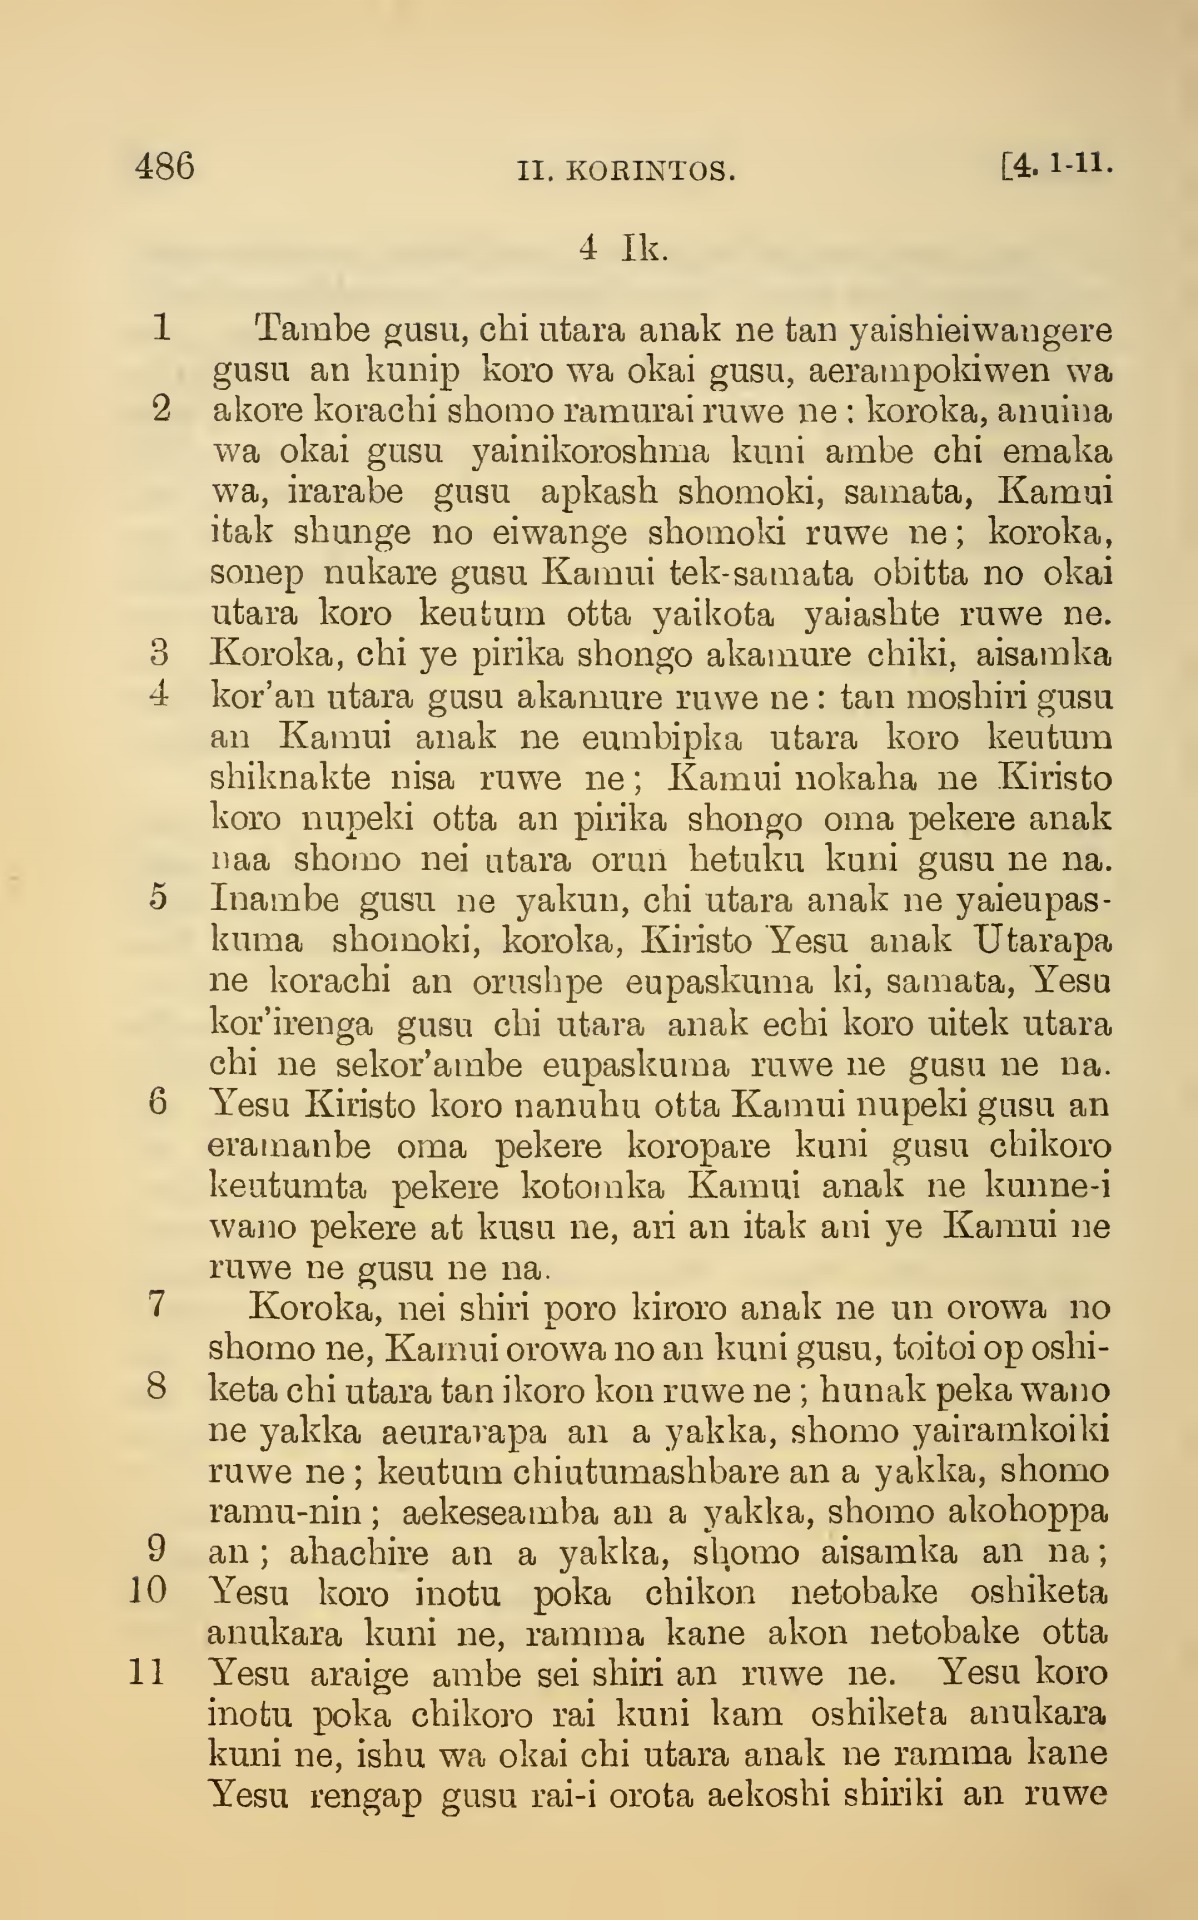 486 II. KORINTOS. [4. 1-11.
4 Ik.
1 Tambe gusu, chi utara anak ne tan yaishieiwangere
gusu an kunip koro wa okai gusu, aerampokiwen wa
2 akore korachi shomo ramurai ruwe ne: koroka, anuina
wa okai gusu yainikoroshma kuni ambe chi emaka
wa, irarabe gusu apkash shomoki, samata, Kamui
itak shunge no eiwange shomoki ruwe ne; koroka,
sonep nukare gusu Kamui tek-samata obitta no okai
utara koro keutum otta yaikota yaiashte ruwe ne.
3 Koroka, chi ye pirika shongo akamure chiki, aisamka
4 kor'an utara gusu akamure ruwe ne: tan moshiri gusu
an Kamui anak ne eumbipka utara koro keutum
shiknakte nisa ruwe ne; Kamui nokaha ne Kiristo
koro nupeki otta an pirika shongo oma pekere anak
naa shomo nei utara orun hetuku kuni gusu ne na.
5 Inambe gusu ne yakun, chi utara anak ne yaieupas-
kuma shomoki, koroka, Kiristo Yesu anak Utarapa
ne korachi an orushpe eupaskuma ki, samata, Yesu
kor'irenga gusu chi utara anak echi koro uitek utara
chi ne sekor'ambe eupaskuma ruwe ne gusu ne na.
6 Yesu Kiristo koro nanuhu otta Kamui nupeki gusu an
eramanbe oma pekere koropare kuni gusu chikoro
keutumta pekere kotomka Kamui anak ne kunne-i
wano pekere at kusu ne, ari an itak ani ye Kamui ne
ruwe ne gusu ne na.
7 Koroka, nei shiri poro kiroro anak ne un orowa no
shomo ne, Kamui orowa no an kuni gusu, toitoi op oshi-
8 keta chi utara tan ikoro kon ruwe ne; hunak peka wano
ne yakka aeurarapa an a yakka, shomo yairamkoiki
ruwe ne; keutum chiutumashbare an a yakka, shomo
ramu-nin; aekeseamba an a yakka, shomo akohoppa
9 an; ahachire an a yakka, shomo aisamka an na;
10 Yesu koro inotu poka chikon netobake oshiketa
anukara kuni ne, ramma kane akon netobake otta
11 Yesu araige ambe sei shiri an ruwe ne. Yesu koro
inotu poka chikoro rai kuni kam oshiketa anukara
kuni ne, ishu wa okai chi utara anak ne ramma kane
Yesu rengap gusu rai-i orota aekoshi shiriki an ruwe